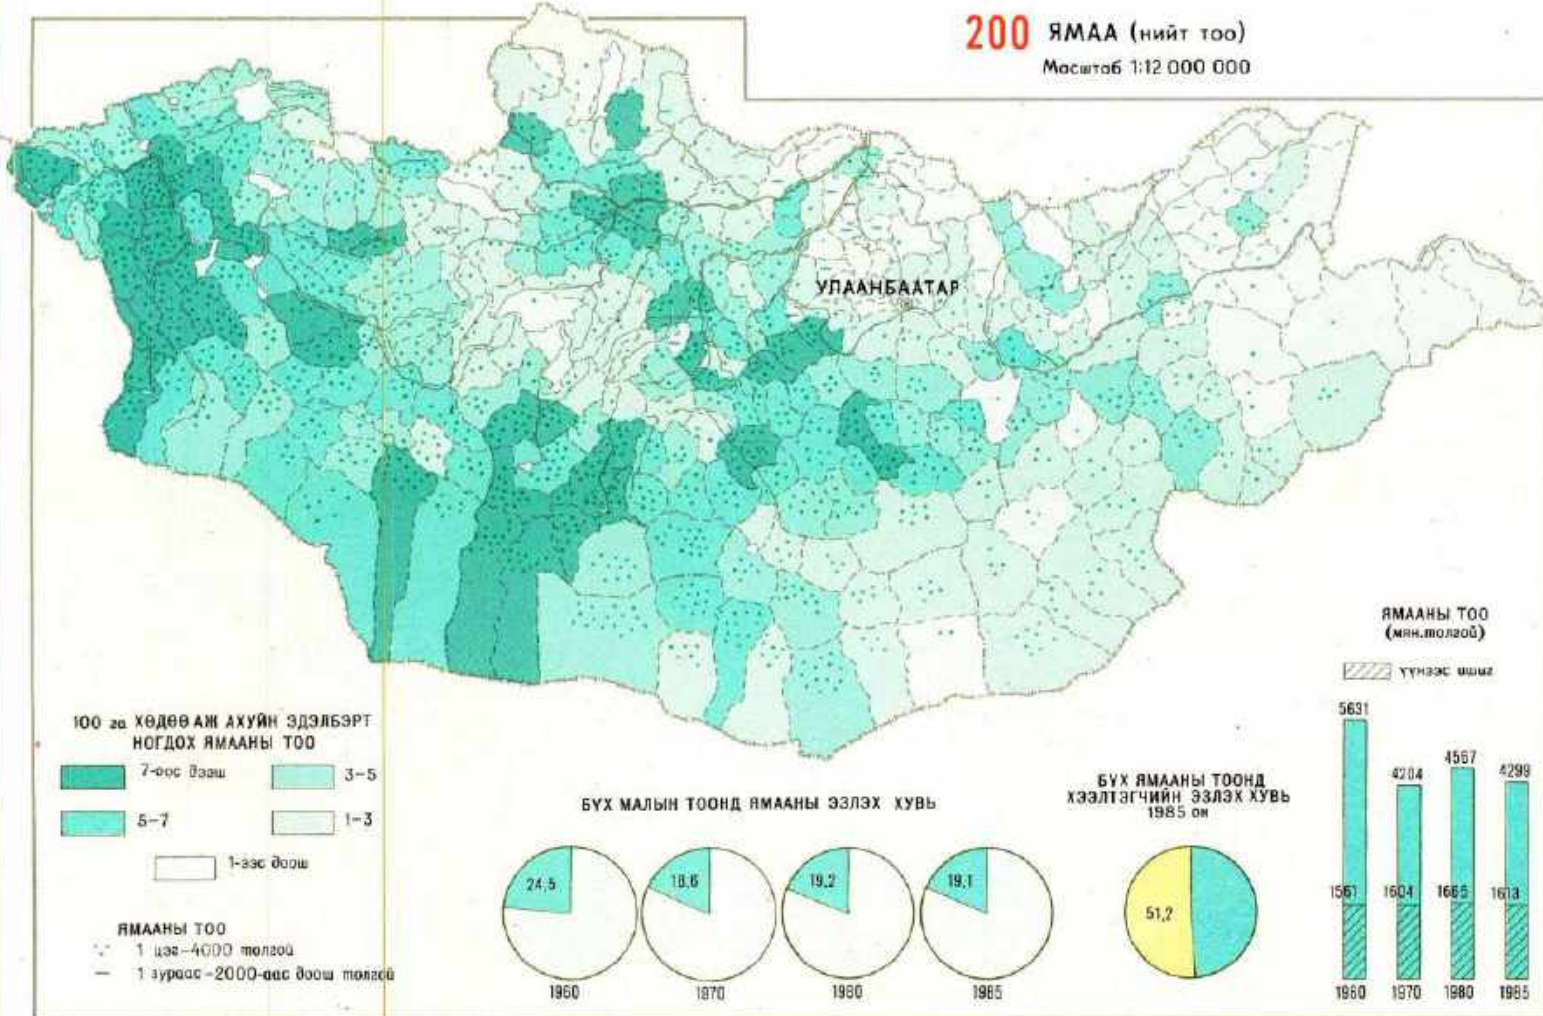 200 ЯМАА (нийт тоо)
Масштаб 1:12 000 000
УЛААНБААТАР
100 га ХӨДӨӨ АЖ АХУЙН ЭДЭЛБЭРТ
НОГДОХ ЯМААНЫ ТОО
7-оос дээш
3-5
5-7
1-3
1-ээс доош
ЯМААНЫ ТОО
1 цэг-4000 толгой
1 зураас-2000-аас доош толгой
БҮХ МАЛЫН ТООНД ЯМААНЫ ЭЗЛЭХ ХУВЬ
24,5
18,6
19,2
19,1
1960
1970
1980
1985
БҮХ ЯМААНЫ ТООНД
ХЭЭЛТЭГЧИЙН ЭЗЛЭХ ХУВЬ
1985 он
51,2
ЯМААНЫ ТОО
(мян.толгой)
үүнээс ишиг
5631
4204
4567
4299
1561
1604
1665
1613
1960
1970
1980
1985